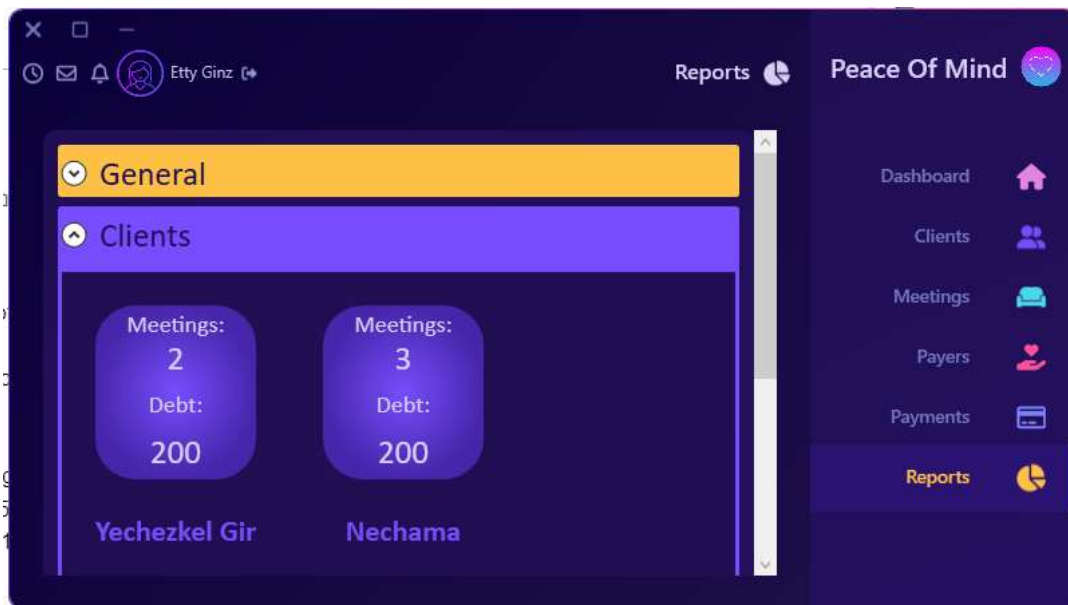 Etty Ginz
Reports
Peace Of Mind
General
Clients
Meetings:
2
Debt:
200
Yechezkel Gir
Meetings:
3
Debt:
200
Nechama
Dashboard
Clients
Meetings
Payers
Payments
Reports